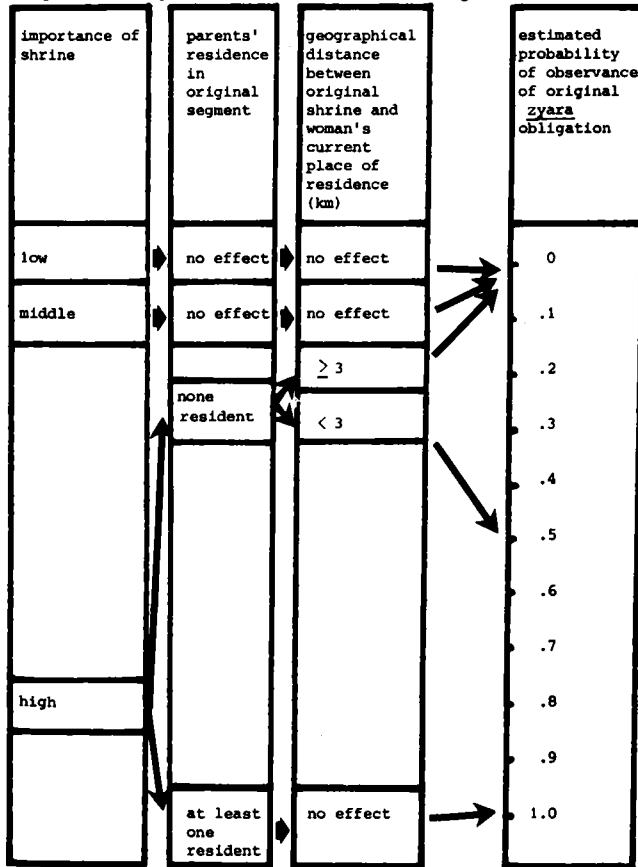 importance of
shrine
parents'
residence
in
original
segment
geographical
distance
between
original
shrine and
woman's
current
place of
residence
(km)
estimated
probability
of observance
of original
zyara
obligation
low
no effect
no effect
0
middle
no effect
no effect
.1
≥ 3
.2
none
resident
< 3
.3
.4
.5
.6
.7
high
.8
.9
at least
one
resident
no effect
1.0